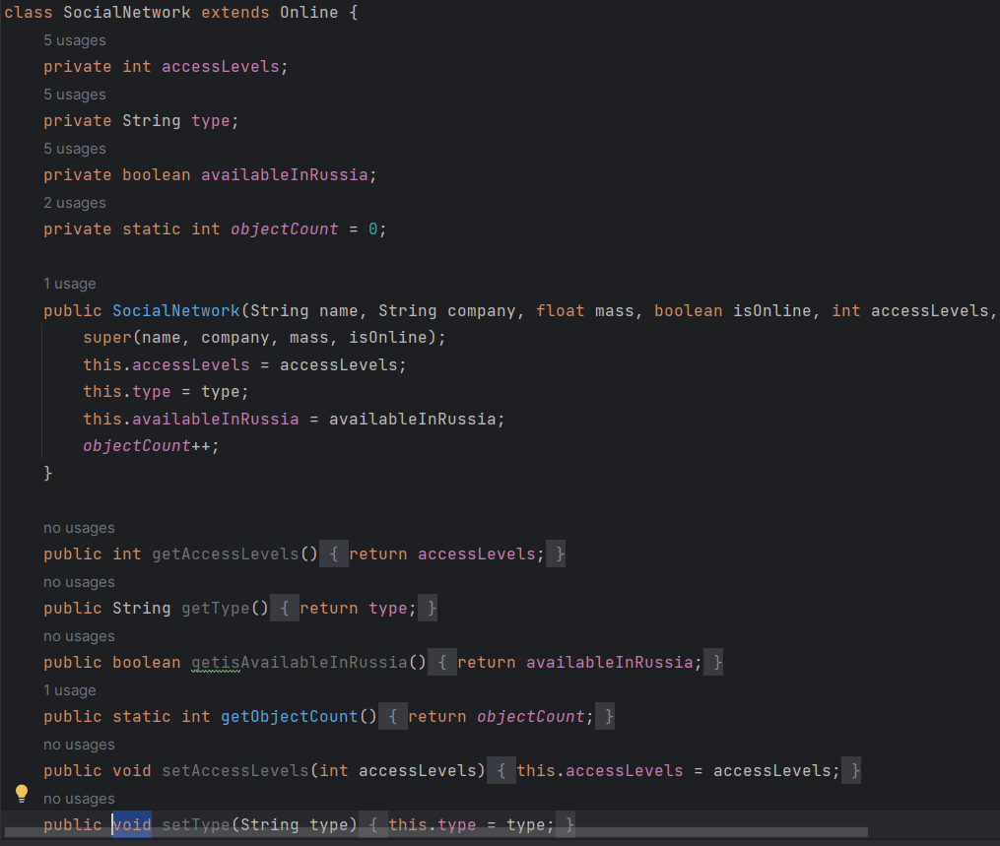 class SocialNetwork extends Online {
5 usages
private int accessLevels;
5 usages
private String type;
5 usages
private boolean availableInRussia;
2 usages
private static int objectCount = 0;
1 usage
public SocialNetwork(String name, String company, float mass, boolean isOnline, int accessLevels,
super(name, company, mass, isOnline);
this.accessLevels = accessLevels;
this.type = type;
this.availableInRussia = availableInRussia;
objectCount++;
}
no usages
public int getAccessLevels() { return accessLevels; }
no usages
public String getType() { return type; }
no usages
public boolean getisAvailableInRussia() { return availableInRussia; }
1 usage
public static int getObjectCount() { return objectCount; }
no usages
public void setAccessLevels(int accessLevels) { this.accessLevels = accessLevels; }
no usages
public void setType(String type) { this.type = type; }